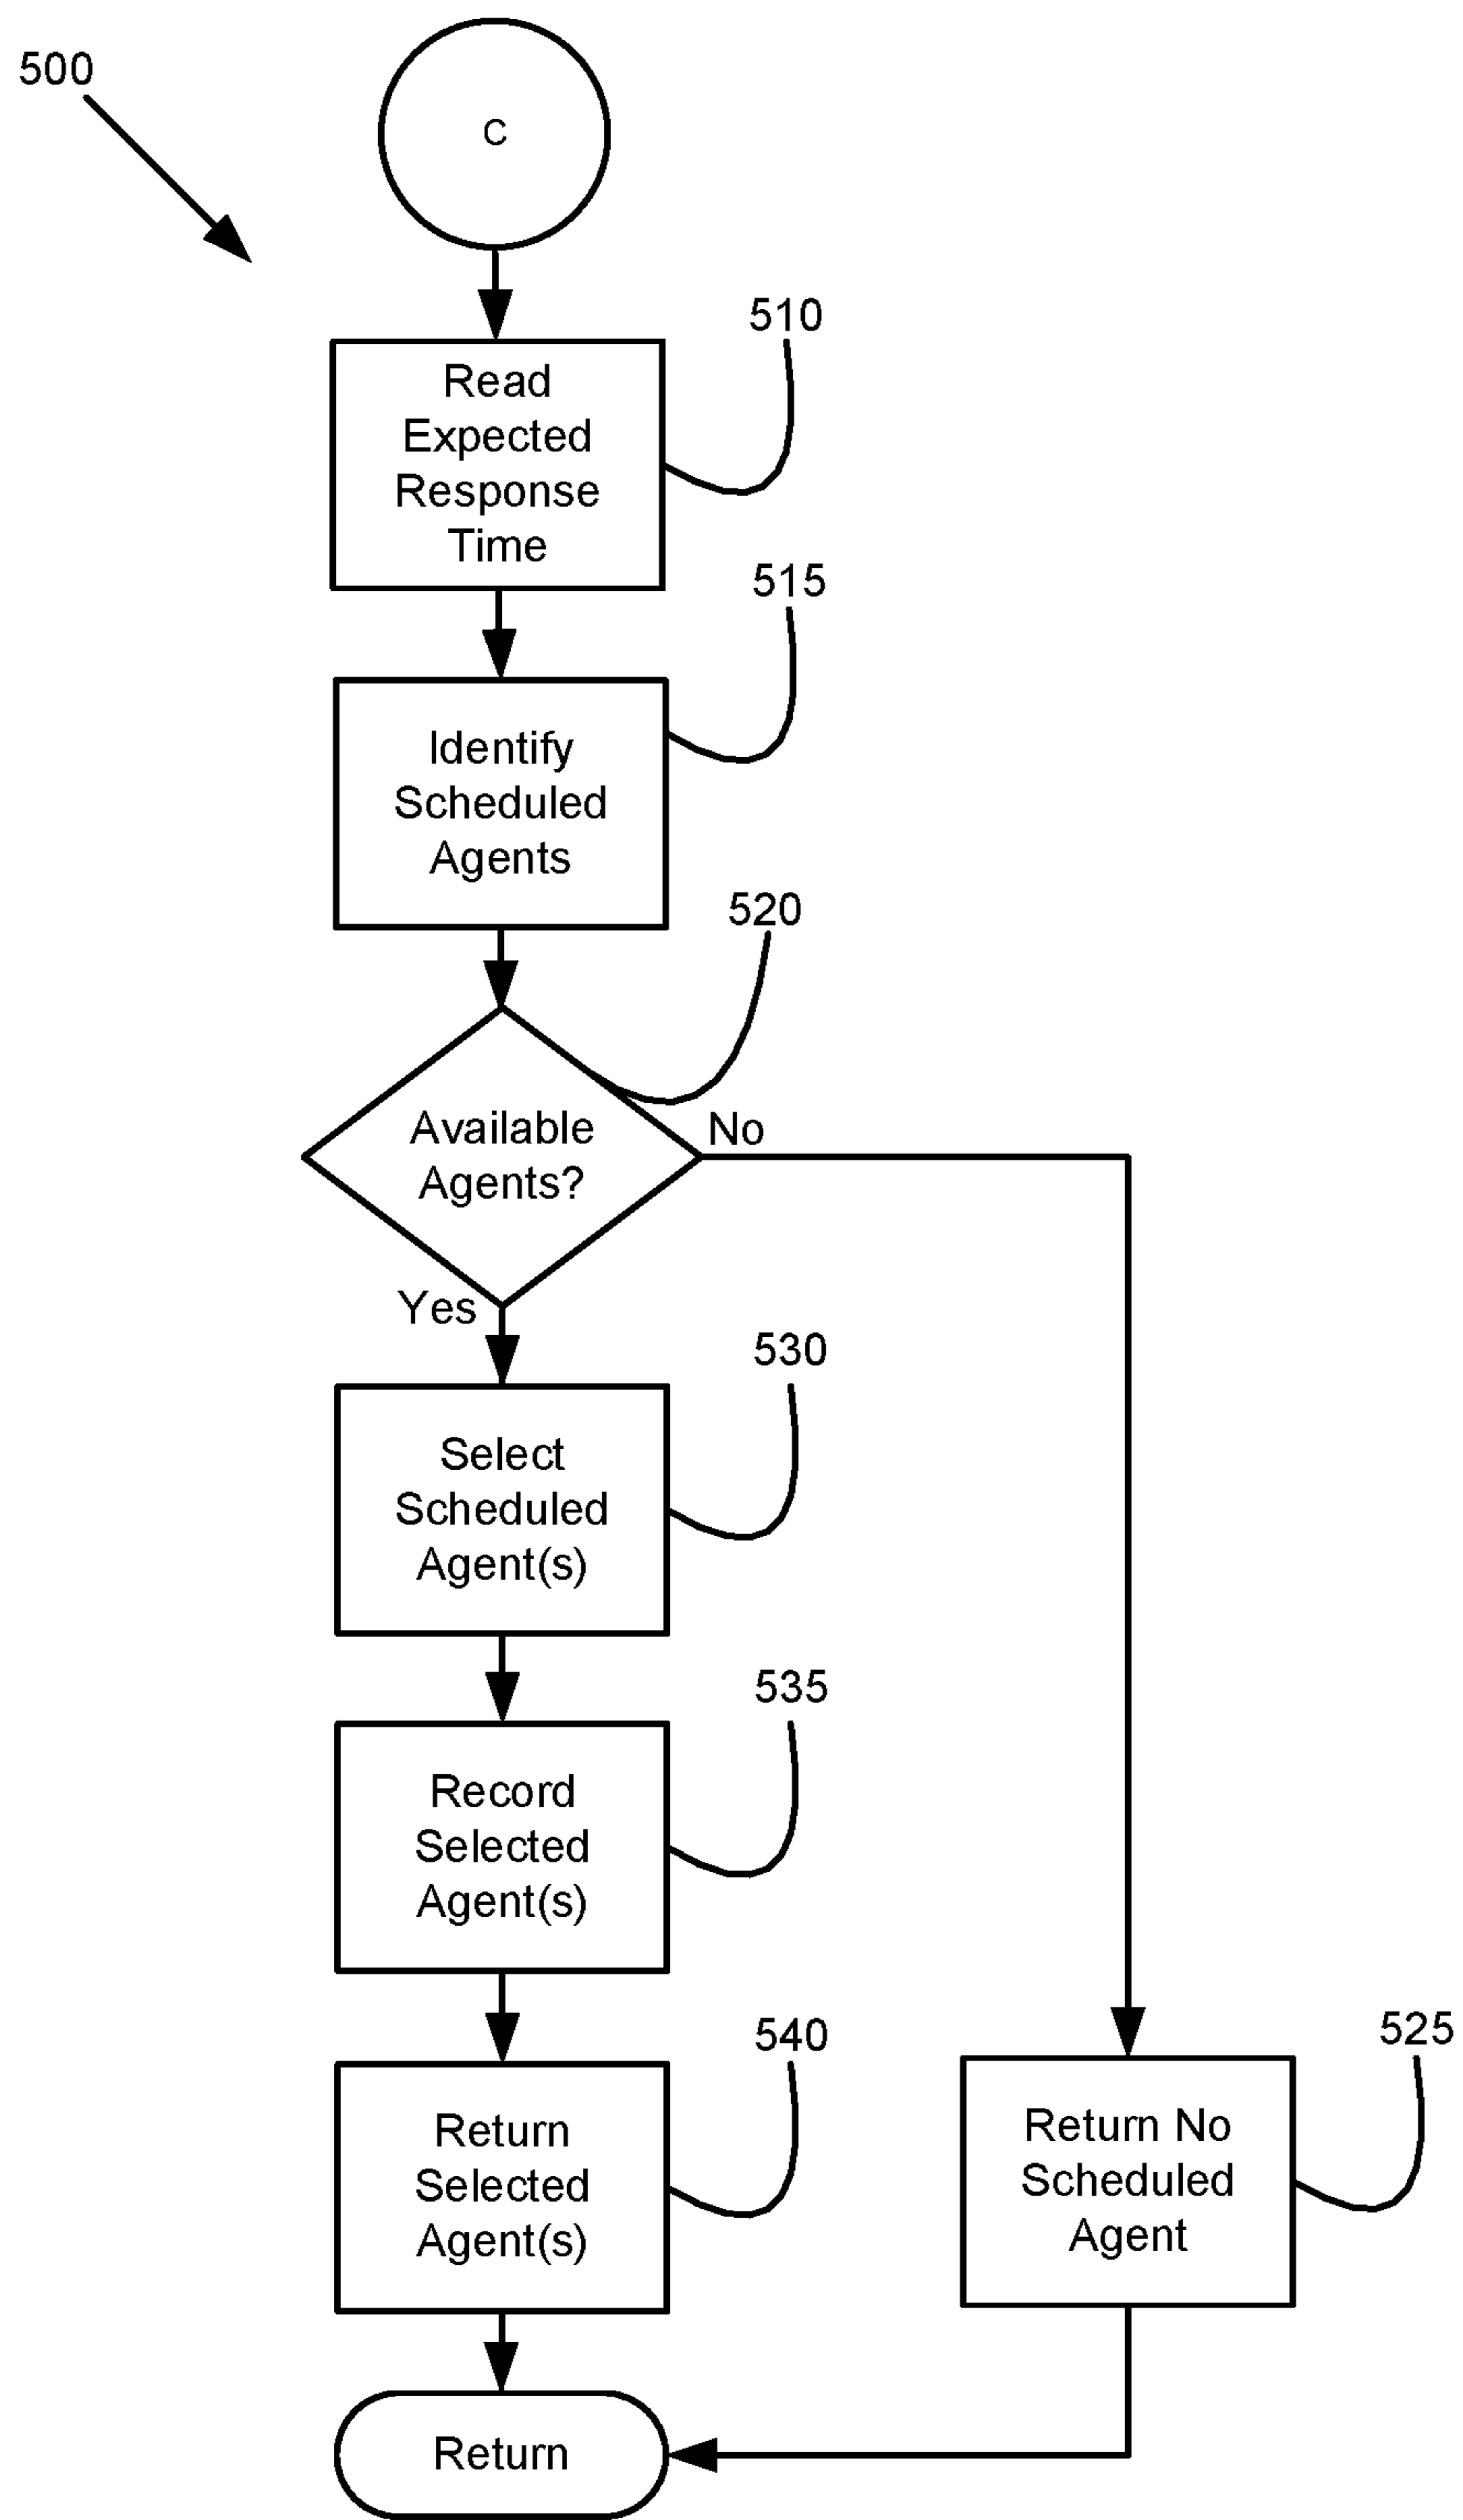 500
C
510
Read
Expected
Response
Time
515
Identify
Scheduled
Agents
520
Available
Agents?
No
Yes
530
Select
Scheduled
Agent(s)
535
Record
Selected
Agent(s)
540
Return
Selected
Agent(s)
525
Return No
Scheduled
Agent
Return